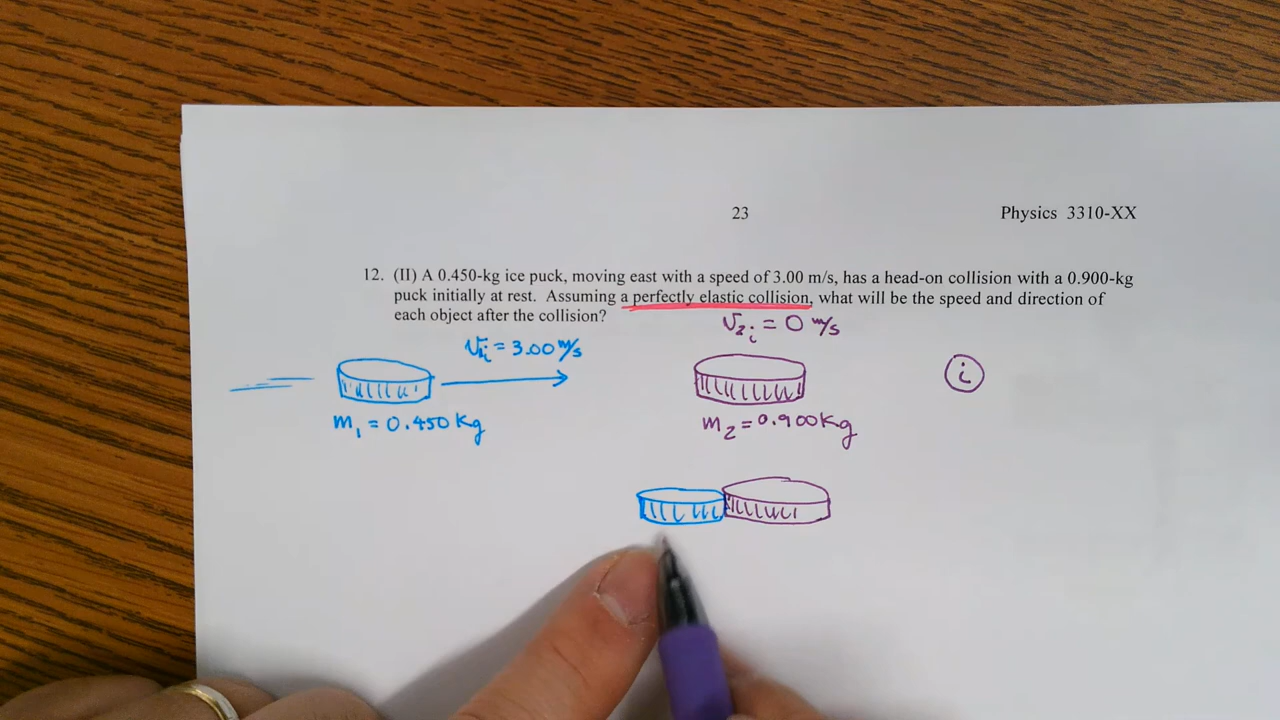 23
Physics 3310-XX
12. (II) A 0.450-kg ice puck, moving east with a speed of 3.00 m/s, has a head-on collision with a 0.900-kg
puck initially at rest. Assuming a perfectly elastic collision, what will be the speed and direction of
each object after the collision?
v₂ᵢ = 0 m/s
v₁ᵢ = 3.00 m/s
i
m₁ = 0.450 kg
m₂ = 0.900 kg